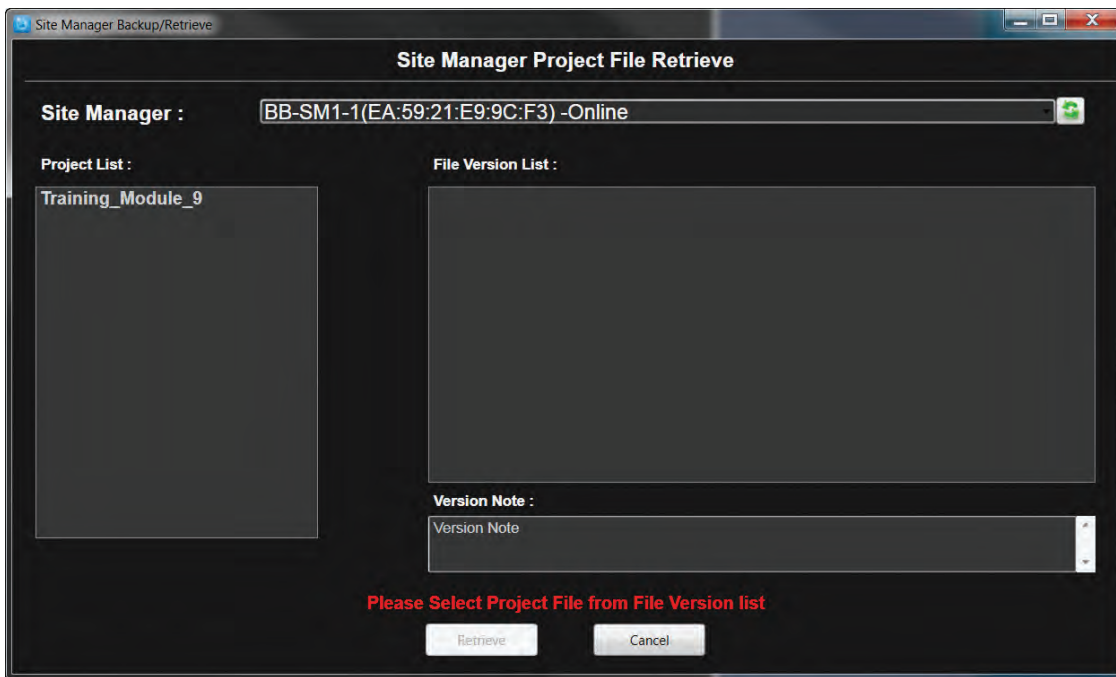 Site Manager Backup/Retrieve
Site Manager Project File Retrieve
Site Manager :
BB-SM1-1(EA:59:21:E9:9C:F3) -Online
Project List :
File Version List :
Training_Module_9
Version Note :
Version Note
Please Select Project File from File Version list
Retrieve
Cancel